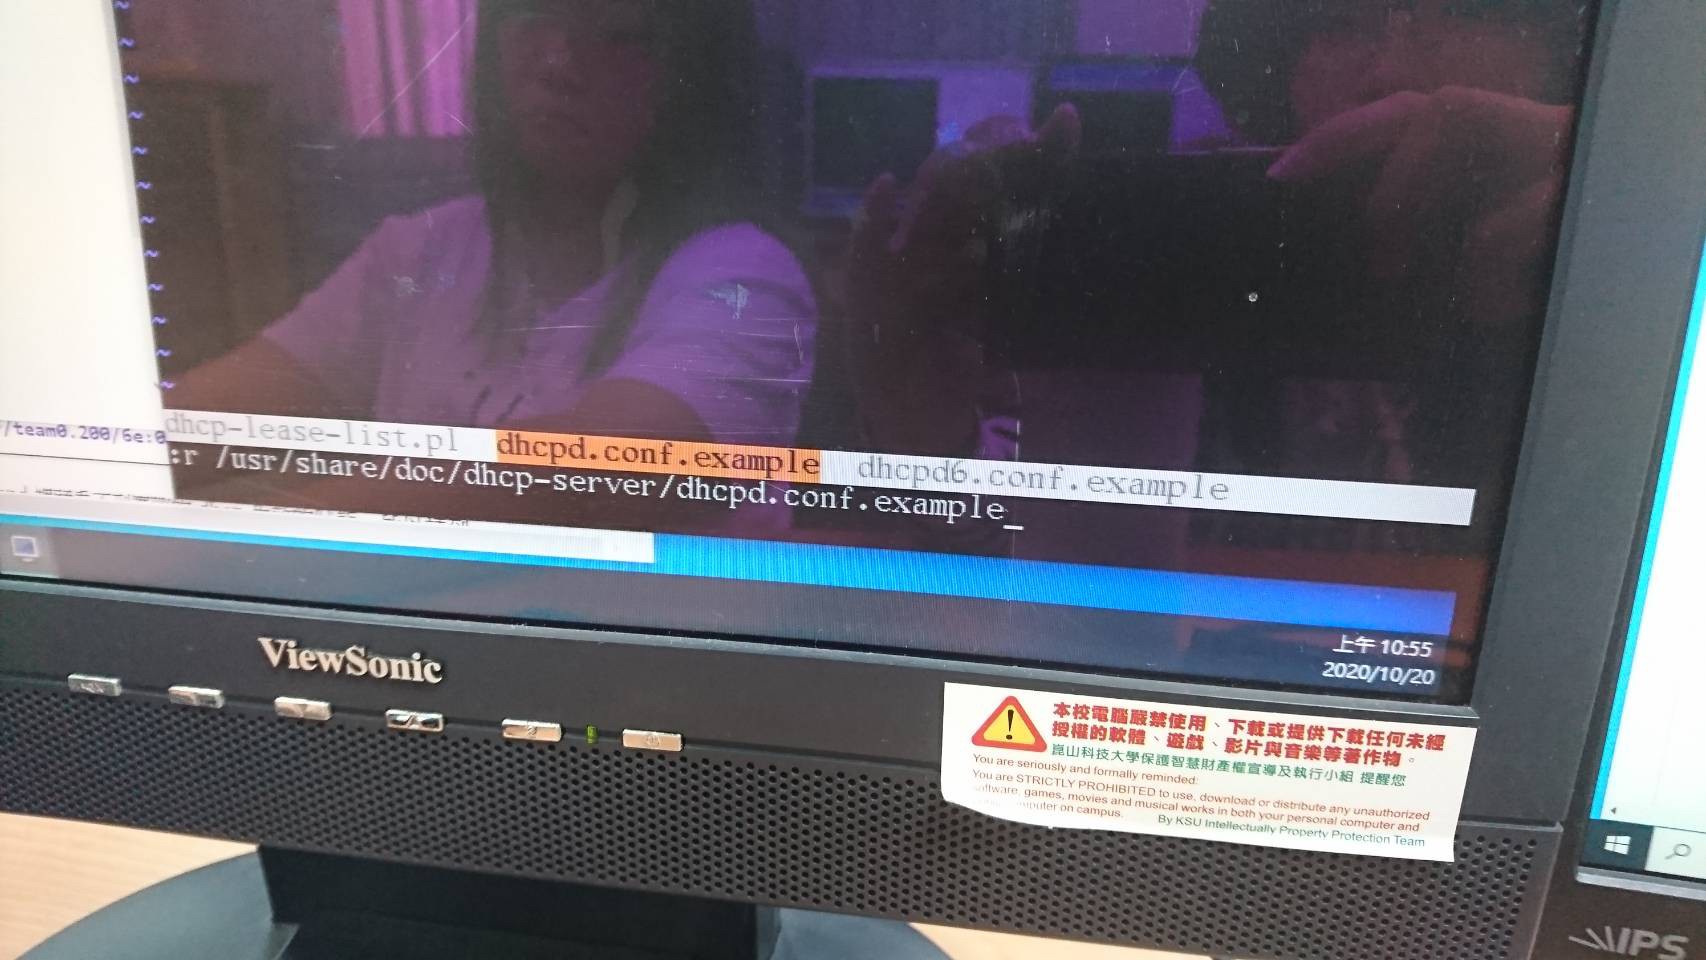 ~
~
~
~
~
~
~
~
~
~
~
~
/team0.200/6e:0
dhcp-lease-list.pl dhcpd.conf.example dhcpd6.conf.example
:r /usr/share/doc/dhcp-server/dhcpd.conf.example_
上午 10:55
2020/10/20
ViewSonic
本校電腦嚴禁使用、下載或提供下載任何未經
授權的軟體、遊戲、影片與音樂等著作物。
崑山科技大學保護智慧財產權宣導及執行小組 提醒您
You are seriously and formally reminded:
You are STRICTLY PROHIBITED to use, download or distribute any unauthorized
software, games, movies and musical works in both your personal computer and
computer on campus.
By KSU Intellectually Property Protection Team
IPS